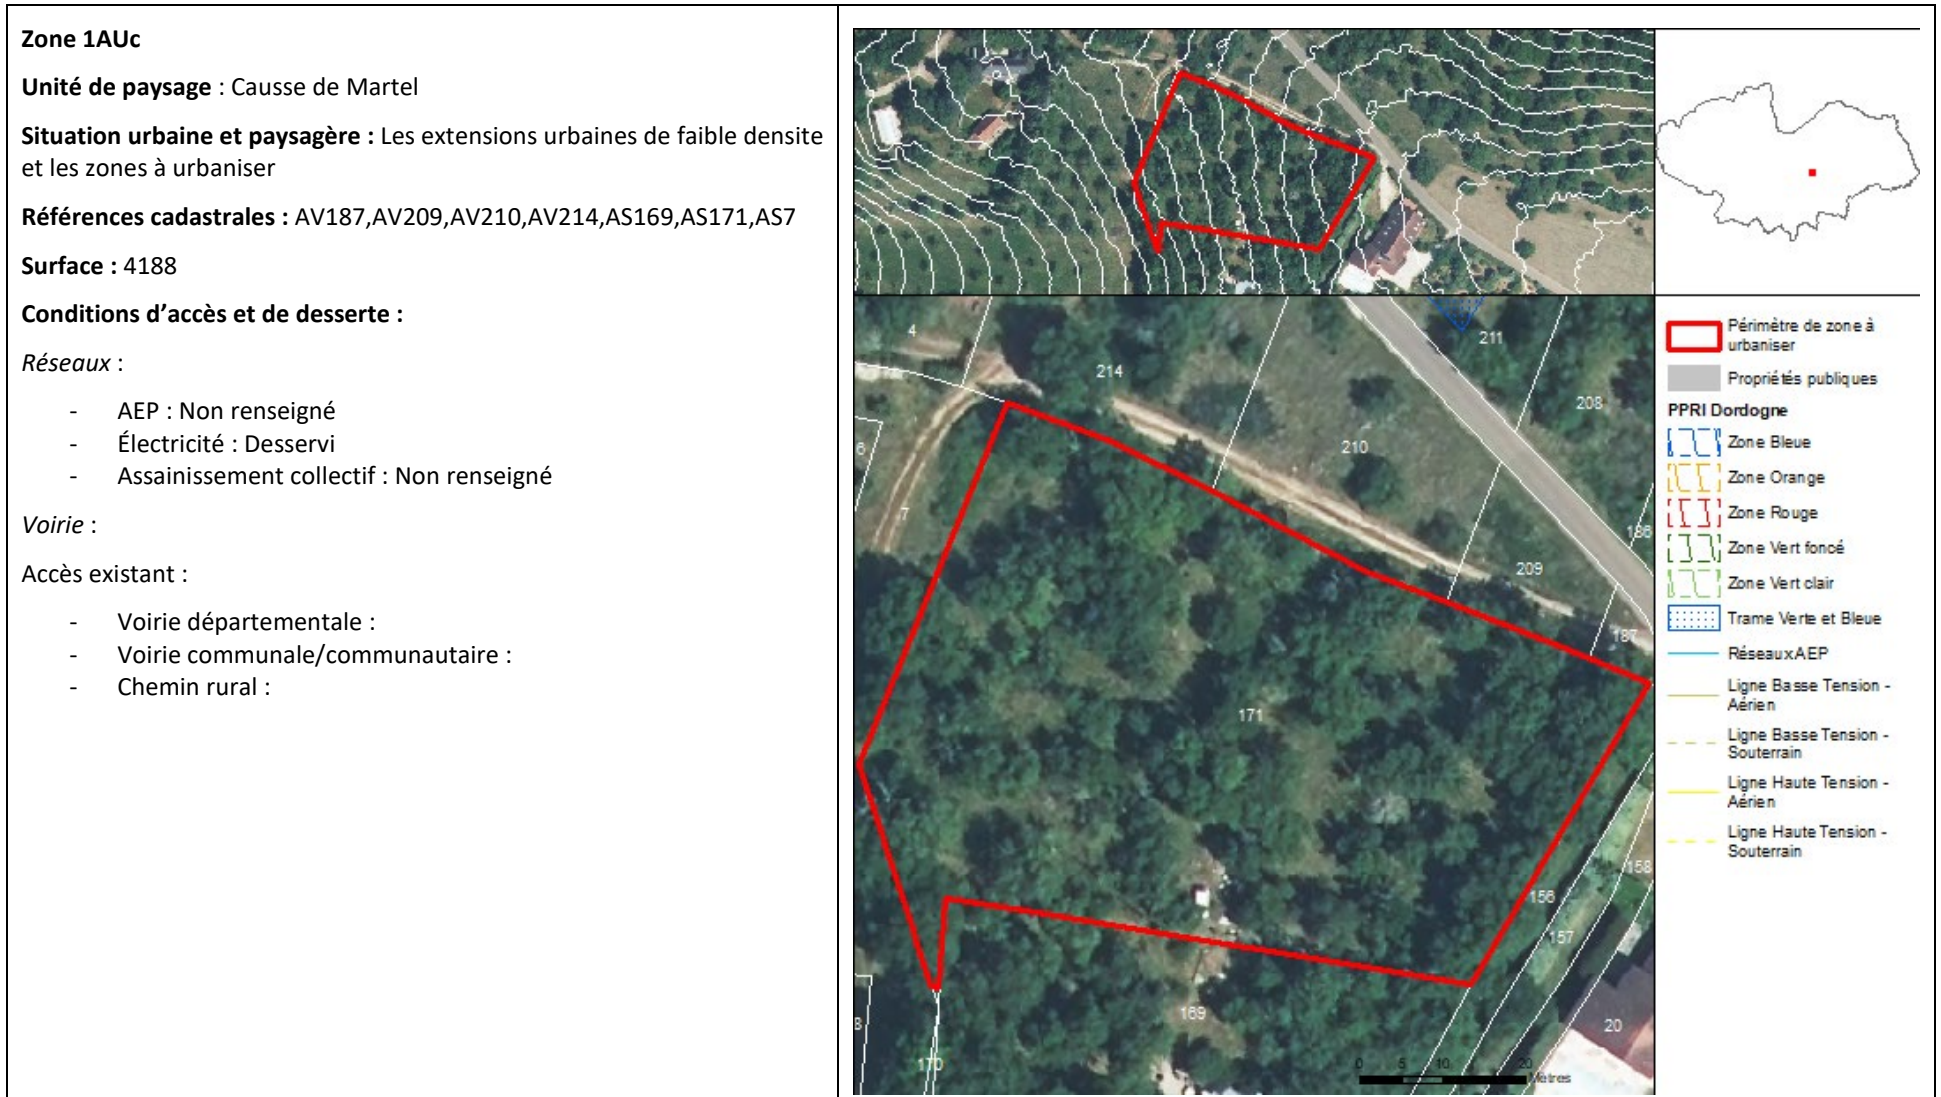 Zone 1AUc
Unité de paysage : Causse de Martel
Situation urbaine et paysagère : Les extensions urbaines de faible densite
et les zones à urbaniser
Références cadastrales : AV187,AV209,AV210,AV214,AS169,AS171,AS7
Surface : 4188
Conditions d’accès et de desserte :
Réseaux :
- AEP : Non renseigné
- Électricité : Desservi
- Assainissement collectif : Non renseigné
Voirie :
Accès existant :
- Voirie départementale :
- Voirie communale/communautaire :
- Chemin rural :
4
214
211
208
210
6
7
186
209
187
171
158
156
157
169
8
20
170
0 5 10 20
Mètres
Périmètre de zone à
urbaniser
Propriétés publiques
PPRI Dordogne
Zone Bleue
Zone Orange
Zone Rouge
Zone Vert foncé
Zone Vert clair
Trame Verte et Bleue
Réseaux AEP
Ligne Basse Tension -
Aérien
Ligne Basse Tension -
Souterrain
Ligne Haute Tension -
Aérien
Ligne Haute Tension -
Souterrain